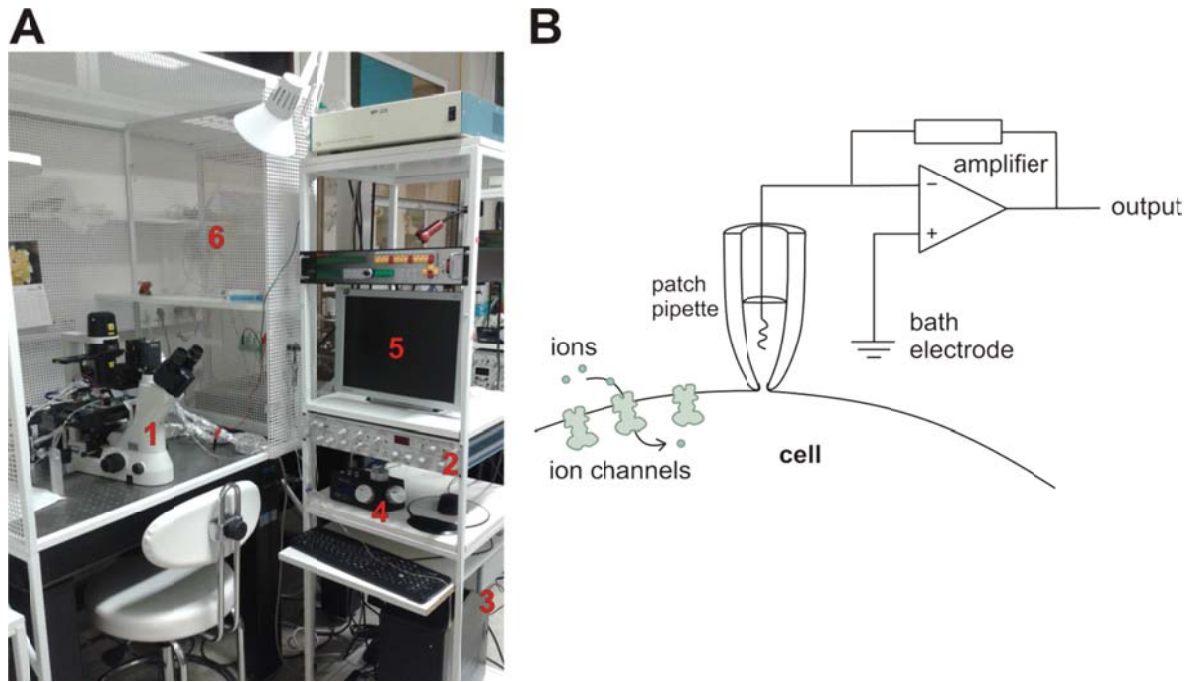 A
B
6
5
1
2
4
3
amplifier
−
+
output
patch
pipette
bath
electrode
ions
ion channels
cell